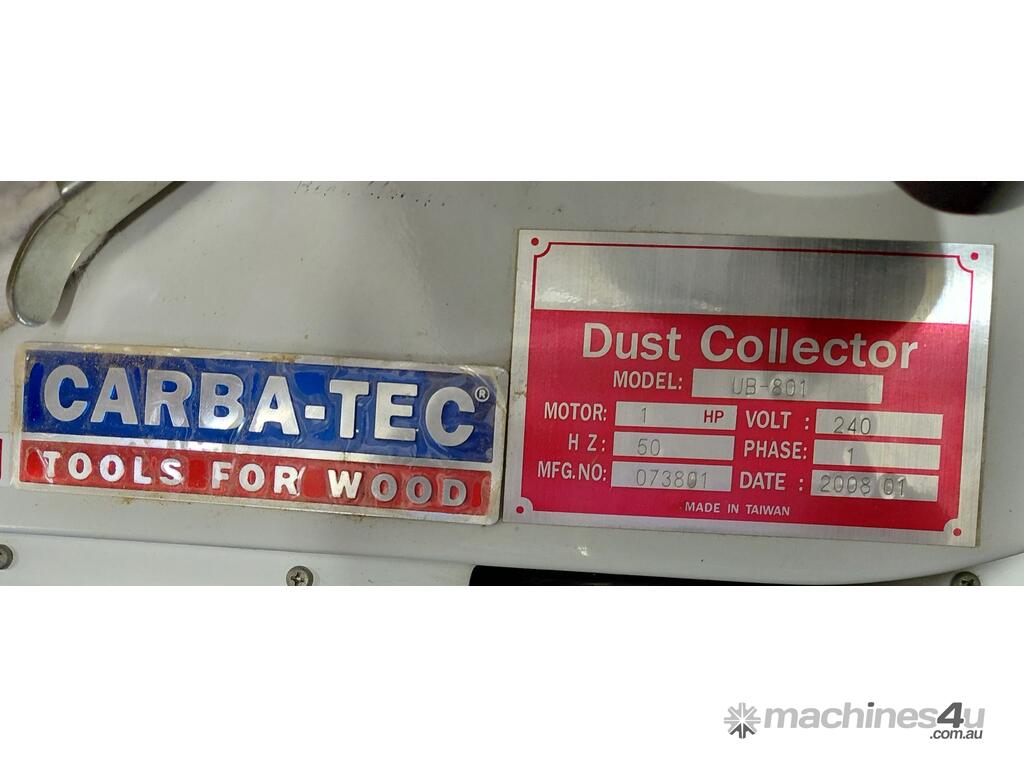 CARBA-TEC®
TOOLS FOR WOOD
Dust Collector
MODEL: UB-801
MOTOR: 1 HP VOLT : 240
HZ: 50 PHASE: 1
MFG.NO: 073801 DATE : 2008 01
MADE IN TAIWAN
machines4u
.com.au